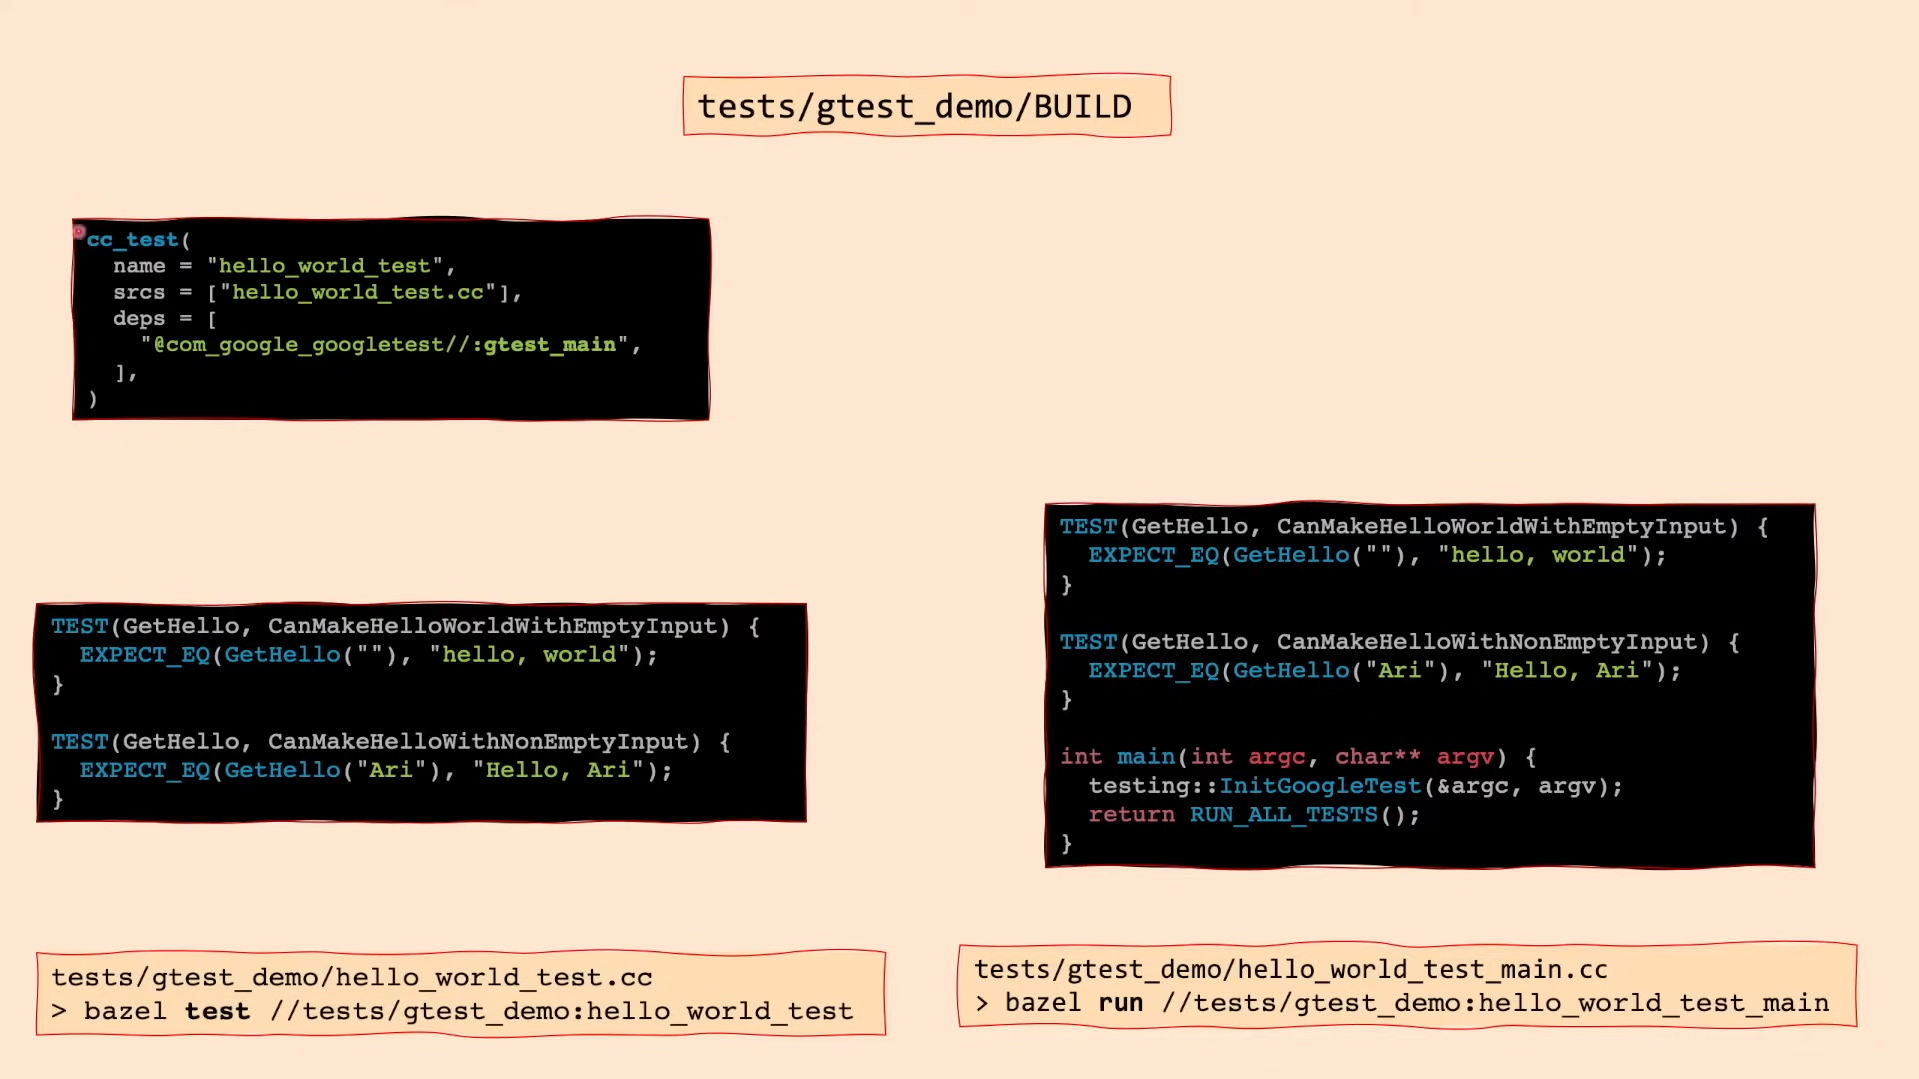 tests/gtest_demo/BUILD
cc_test(
  name = "hello_world_test",
  srcs = ["hello_world_test.cc"],
  deps = [
    "@com_google_googletest//:gtest_main",
  ],
)
TEST(GetHello, CanMakeHelloWorldWithEmptyInput) {
  EXPECT_EQ(GetHello(""), "hello, world");
}
TEST(GetHello, CanMakeHelloWithNonEmptyInput) {
  EXPECT_EQ(GetHello("Ari"), "Hello, Ari");
}
tests/gtest_demo/hello_world_test.cc
> bazel test //tests/gtest_demo:hello_world_test
TEST(GetHello, CanMakeHelloWorldWithEmptyInput) {
  EXPECT_EQ(GetHello(""), "hello, world");
}
TEST(GetHello, CanMakeHelloWithNonEmptyInput) {
  EXPECT_EQ(GetHello("Ari"), "Hello, Ari");
}
int main(int argc, char** argv) {
  testing::InitGoogleTest(&argc, argv);
  return RUN_ALL_TESTS();
}
tests/gtest_demo/hello_world_test_main.cc
> bazel run //tests/gtest_demo:hello_world_test_main